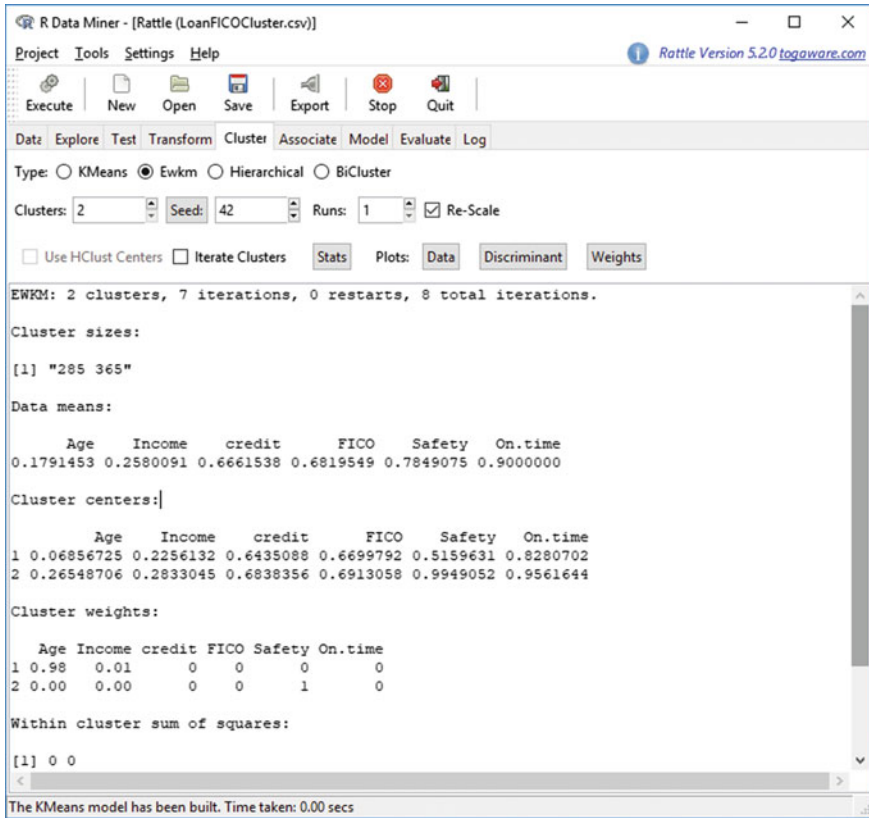 R Data Miner - [Rattle (LoanFICOCluster.csv)]
Project Tools Settings Help Rattle Version 5.2.0 togaware.com
Execute New Open Save Export Stop Quit
Data Explore Test Transform Cluster Associate Model Evaluate Log
Type: KMeans Ewkm Hierarchical BiCluster
Clusters: 2 Seed: 42 Runs: 1 Re-Scale
Use HClust Centers Iterate Clusters Stats Plots: Data Discriminant Weights
EWKM: 2 clusters, 7 iterations, 0 restarts, 8 total iterations.
Cluster sizes:
[1] "285 365"
Data means:
Age Income credit FICO Safety On.time
0.1791453 0.2580091 0.6661538 0.6819549 0.7849075 0.9000000
Cluster centers:
Age Income credit FICO Safety On.time
1 0.06856725 0.2256132 0.6435088 0.6699792 0.5159631 0.8280702
2 0.26548706 0.2833045 0.6838356 0.6913058 0.9949052 0.9561644
Cluster weights:
Age Income credit FICO Safety On.time
1 0.98 0.01 0 0 0 0
2 0.00 0.00 0 0 1 0
Within cluster sum of squares:
[1] 0 0
The KMeans model has been built. Time taken: 0.00 secs